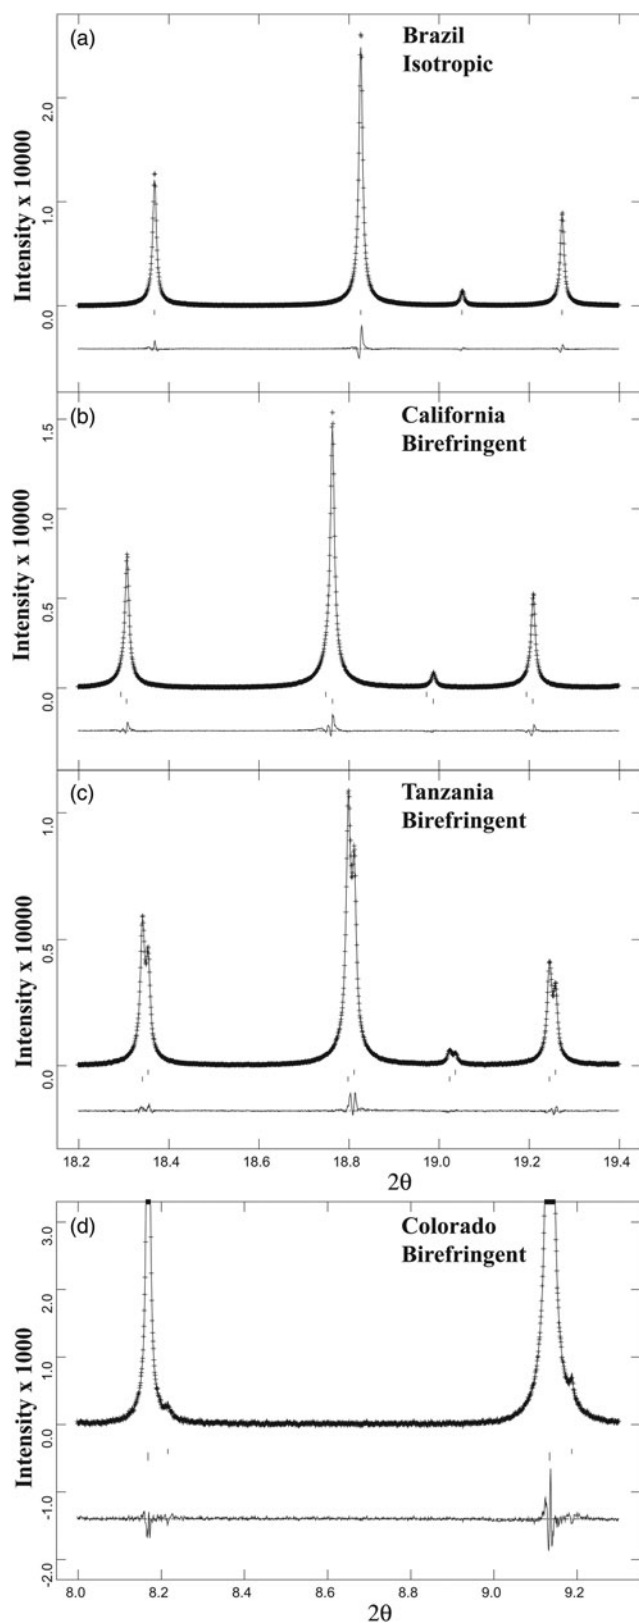 (a)
Brazil
Isotropic
Intensity x 10000
2.0
1.0
0.0
(b)
California
Birefringent
Intensity x 10000
1.5
1.0
0.5
0.0
(c)
Tanzania
Birefringent
Intensity x 10000
1.0
0.5
0.0
18.2 18.4 18.6 18.8 19.0 19.2 19.4
2θ
(d)
Colorado
Birefringent
Intensity x 1000
3.0
2.0
1.0
0.0
-1.0
-2.0
8.0 8.2 8.4 8.6 8.8 9.0 9.2
2θ